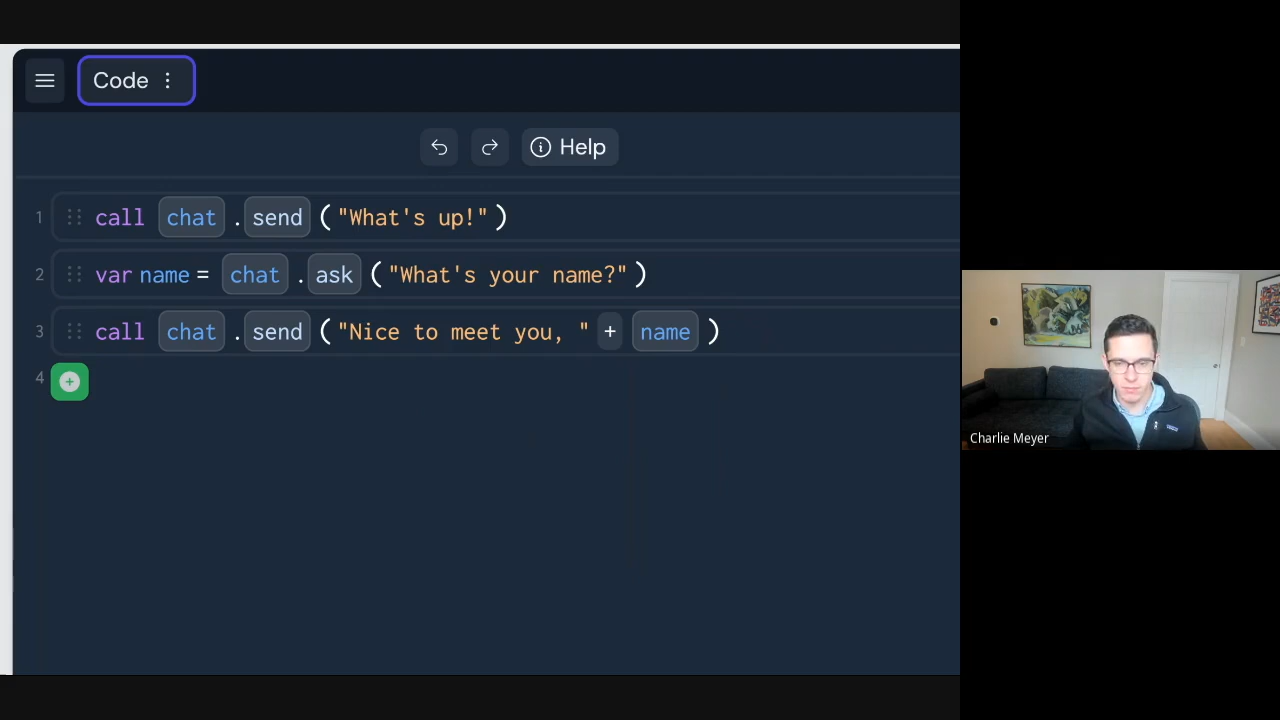 Code
Help
1 call chat . send ("What's up!")
2 var name = chat . ask ("What's your name?")
3 call chat . send ("Nice to meet you, " + name )
4
Charlie Meyer